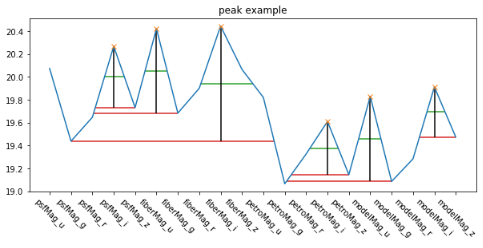 peak example
20.4
20.2
20.0
19.8
19.6
19.4
19.2
19.0
psfMag_u
psfMag_g
psfMag_r
psfMag_i
psfMag_z
fiberMag_u
fiberMag_g
fiberMag_r
fiberMag_i
fiberMag_z
petroMag_u
petroMag_g
petroMag_r
petroMag_i
petroMag_z
modelMag_u
modelMag_g
modelMag_r
modelMag_i
modelMag_z